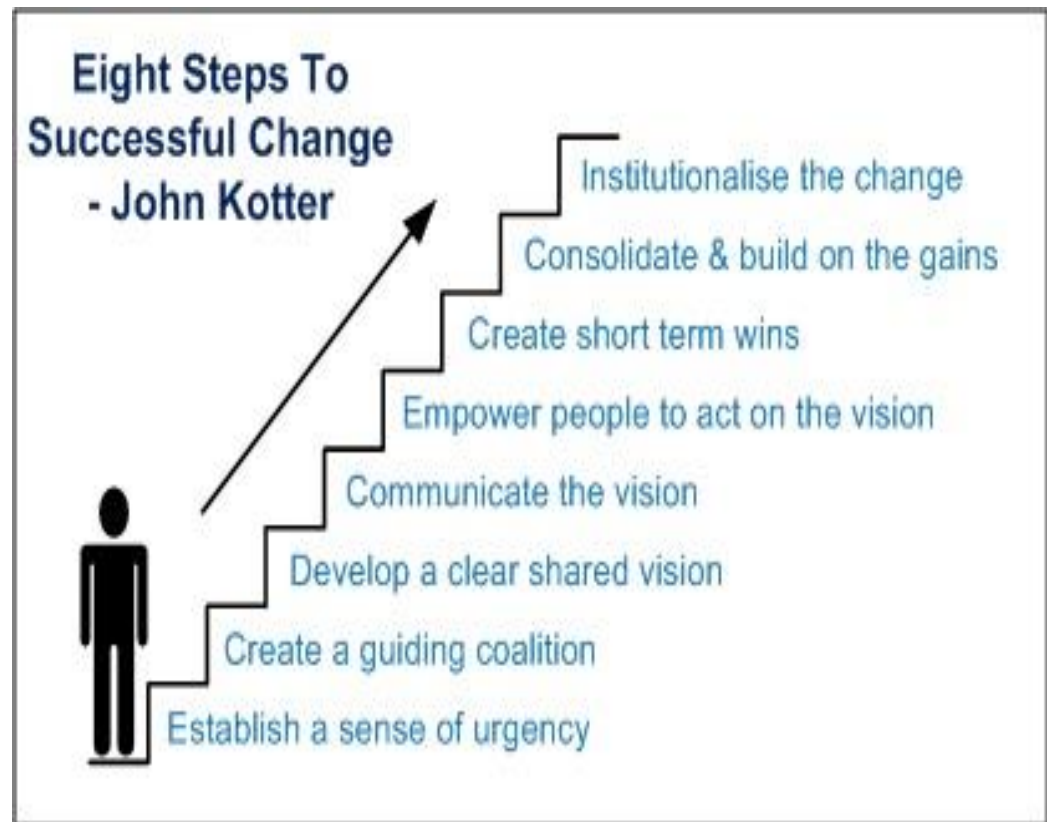 Eight Steps To
Successful Change
- John Kotter
Institutionalise the change
Consolidate & build on the gains
Create short term wins
Empower people to act on the vision
Communicate the vision
Develop a clear shared vision
Create a guiding coalition
Establish a sense of urgency